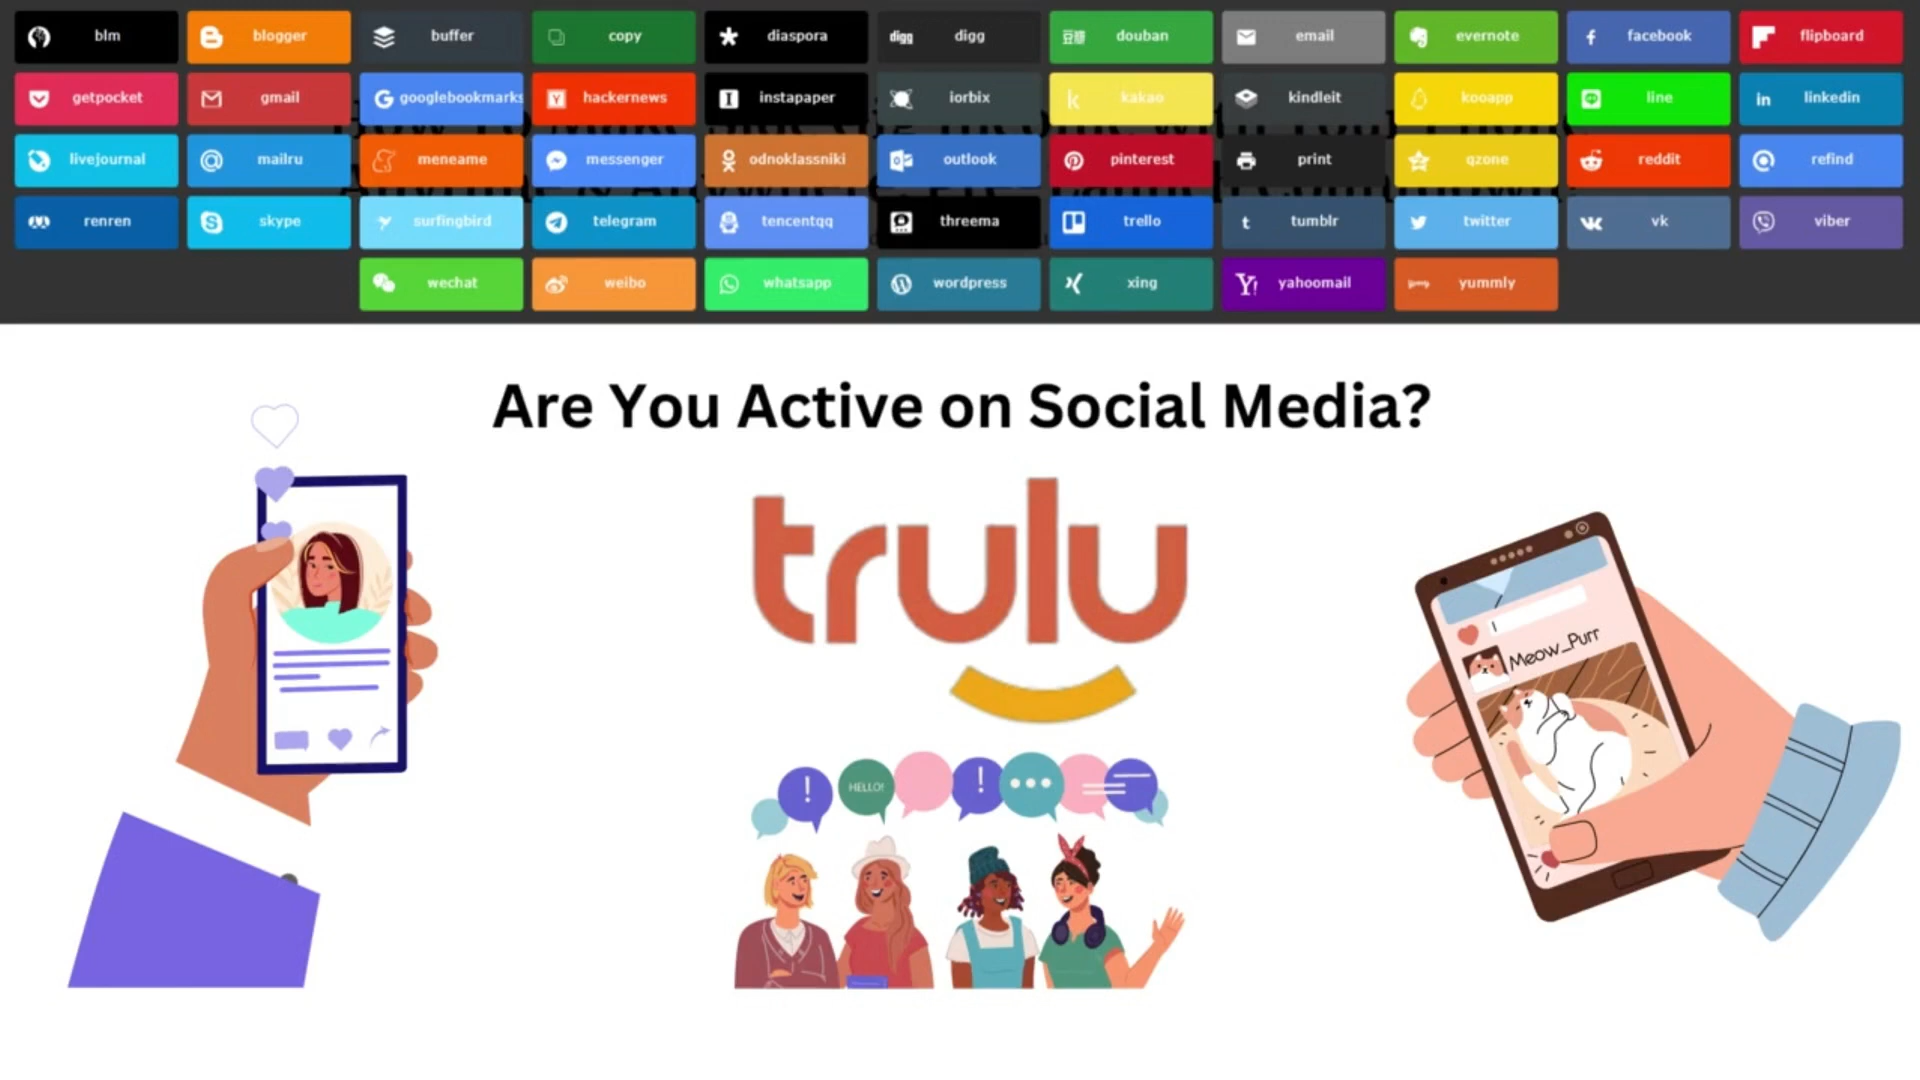 blm blogger buffer copy diaspora digg digg douban email evernote facebook flipboard
getpocket gmail googlebookmarks hackernews instapaper iorbix kakao kindleit kooapp line in linkedin
livejournal mailru meneame messenger odnoklassniki outlook pinterest print qzone reddit refind
renren skype surfingbird telegram tencentqq threema trello t tumblr twitter vk viber
wechat weibo whatsapp wordpress xing yahoomail yummly
Are You Active on Social Media?
trulu
Meow_Purr
! HELLO! ! ...